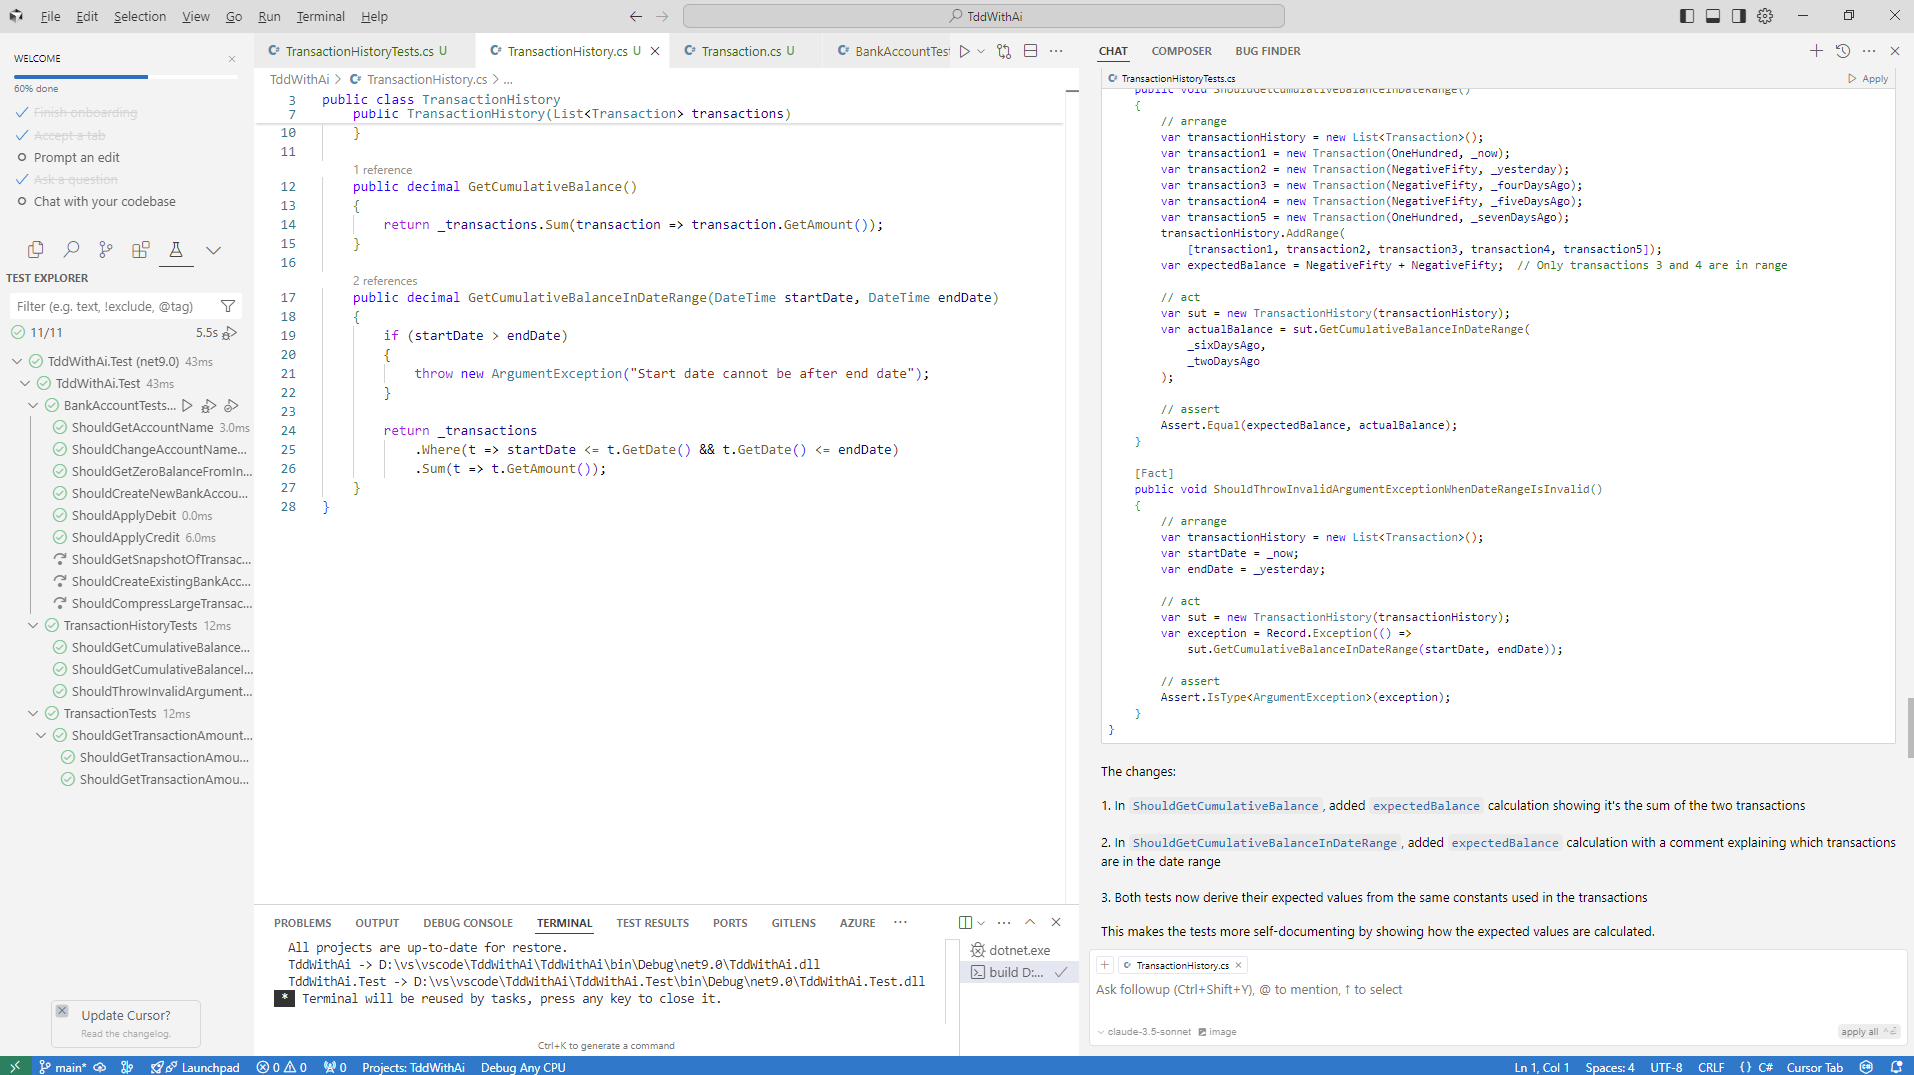 File Edit Selection View Go Run Terminal Help
TddWithAi
WELCOME
60% done
Finish onboarding
Accept a tab
Prompt an edit
Ask a question
Chat with your codebase
TEST EXPLORER
Filter (e.g. text, !exclude, @tag)
11/11 5.5s
TddWithAi.Test (net9.0) 43ms
TddWithAi.Test 43ms
BankAccountTests...
ShouldGetAccountName 3.0ms
ShouldChangeAccountName...
ShouldGetZeroBalanceFromIn...
ShouldCreateNewBankAccou...
ShouldApplyDebit 0.0ms
ShouldApplyCredit 6.0ms
ShouldGetSnapshotOfTransac...
ShouldCreateExistingBankAcc...
ShouldCompressLargeTransac...
TransactionHistoryTests 12ms
ShouldGetCumulativeBalance...
ShouldGetCumulativeBalanceI...
ShouldThrowInvalidArgument...
TransactionTests 12ms
ShouldGetTransactionAmount...
ShouldGetTransactionAmou...
ShouldGetTransactionAmou...
Update Cursor?
Read the changelog.
TransactionHistoryTests.cs U TransactionHistory.cs U Transaction.cs U BankAccountTes
TddWithAi > TransactionHistory.cs > ...
3 public class TransactionHistory
7 public TransactionHistory(List<Transaction> transactions)
10 }
11
1 reference
12 public decimal GetCumulativeBalance()
13 {
14 return _transactions.Sum(transaction => transaction.GetAmount());
15 }
16
2 references
17 public decimal GetCumulativeBalanceInDateRange(DateTime startDate, DateTime endDate)
18 {
19 if (startDate > endDate)
20 {
21 throw new ArgumentException("Start date cannot be after end date");
22 }
23
24 return _transactions
25 .Where(t => startDate <= t.GetDate() && t.GetDate() <= endDate)
26 .Sum(t => t.GetAmount());
27 }
28 }
PROBLEMS OUTPUT DEBUG CONSOLE TERMINAL TEST RESULTS PORTS GITLENS AZURE ...
All projects are up-to-date for restore.
TddWithAi -> D:\vs\vscode\TddWithAi\TddWithAi\bin\Debug\net9.0\TddWithAi.dll
TddWithAi.Test -> D:\vs\vscode\TddWithAi\TddWithAi.Test\bin\Debug\net9.0\TddWithAi.Test.dll
* Terminal will be reused by tasks, press any key to close it.
Ctrl+K to generate a command
dotnet.exe
build D:...
CHAT COMPOSER BUG FINDER
TransactionHistoryTests.cs Apply
public void ShouldGetCumulativeBalanceInDateRange()
{
// arrange
var transactionHistory = new List<Transaction>();
var transaction1 = new Transaction(OneHundred, _now);
var transaction2 = new Transaction(NegativeFifty, _yesterday);
var transaction3 = new Transaction(NegativeFifty, _fourDaysAgo);
var transaction4 = new Transaction(NegativeFifty, _fiveDaysAgo);
var transaction5 = new Transaction(OneHundred, _sevenDaysAgo);
transactionHistory.AddRange(
[transaction1, transaction2, transaction3, transaction4, transaction5]);
var expectedBalance = NegativeFifty + NegativeFifty; // Only transactions 3 and 4 are in range
// act
var sut = new TransactionHistory(transactionHistory);
var actualBalance = sut.GetCumulativeBalanceInDateRange(
_sixDaysAgo,
_twoDaysAgo
);
// assert
Assert.Equal(expectedBalance, actualBalance);
}
[Fact]
public void ShouldThrowInvalidArgumentExceptionWhenDateRangeIsInvalid()
{
// arrange
var transactionHistory = new List<Transaction>();
var startDate = _now;
var endDate = _yesterday;
// act
var sut = new TransactionHistory(transactionHistory);
var exception = Record.Exception(() =>
sut.GetCumulativeBalanceInDateRange(startDate, endDate));
// assert
Assert.IsType<ArgumentException>(exception);
}
}
The changes:
1. In ShouldGetCumulativeBalance, added expectedBalance calculation showing it's the sum of the two transactions
2. In ShouldGetCumulativeBalanceInDateRange, added expectedBalance calculation with a comment explaining which transactions
are in the date range
3. Both tests now derive their expected values from the same constants used in the transactions
This makes the tests more self-documenting by showing how the expected values are calculated.
+ TransactionHistory.cs
Ask followup (Ctrl+Shift+Y), @ to mention, ↑ to select
claude-3.5-sonnet image apply all
main* Launchpad 0 0 0 Projects: TddWithAi Debug Any CPU Ln 1, Col 1 Spaces: 4 UTF-8 CRLF {} C# Cursor Tab